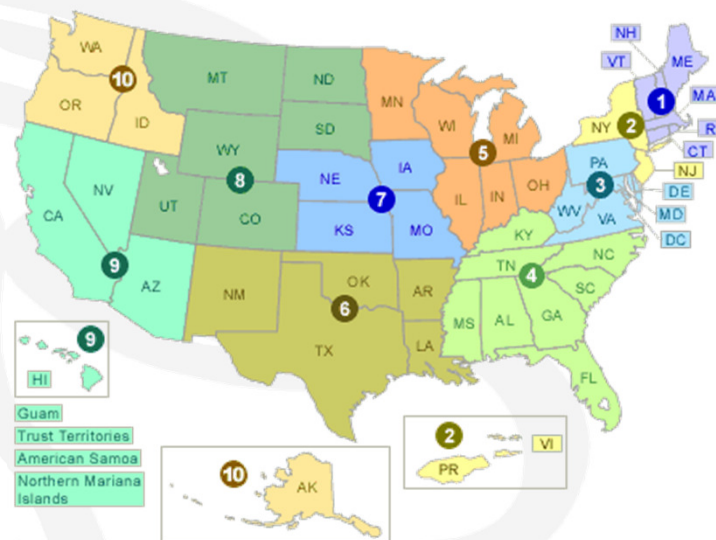 NH
WA
VT
ME
10
MT
ND
MN
MA
OR
ID
1
WI
MI
NY
2
R
SD
CT
WY
5
PA
NJ
IA
8
NE
3
DE
7
IL
IN
OH
NV
UT
CO
WV
VA
MD
CA
KS
MO
KY
DC
9
NC
TN
4
AZ
OK
NM
AR
SC
6
MS
AL
GA
9
LA
TX
HI
FL
Guam
Trust Territories
2
VI
American Samoa
PR
10
Northern Mariana
Islands
AK